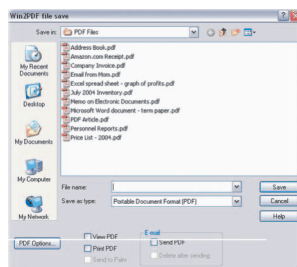 Win2PDF file save
Save in: PDF Files
Address Book.pdf
Amazon.com Receipt.pdf
Company Invoice.pdf
Email from Mom.pdf
Excel spread sheet - graph of profits.pdf
July 2004 Inventory.pdf
Memo on Electronic Documents.pdf
Microsoft Word document - term paper.pdf
PDF Article.pdf
Personnel Reports.pdf
Price List - 2004.pdf
My Recent
Documents
Desktop
My Documents
My Computer
My Network
File name: Save
Save as type: Portable Document Format (PDF) Cancel
Help
PDF Options...
View PDF
Print PDF
Send to Palm
E-mail
Send PDF
Delete after sending